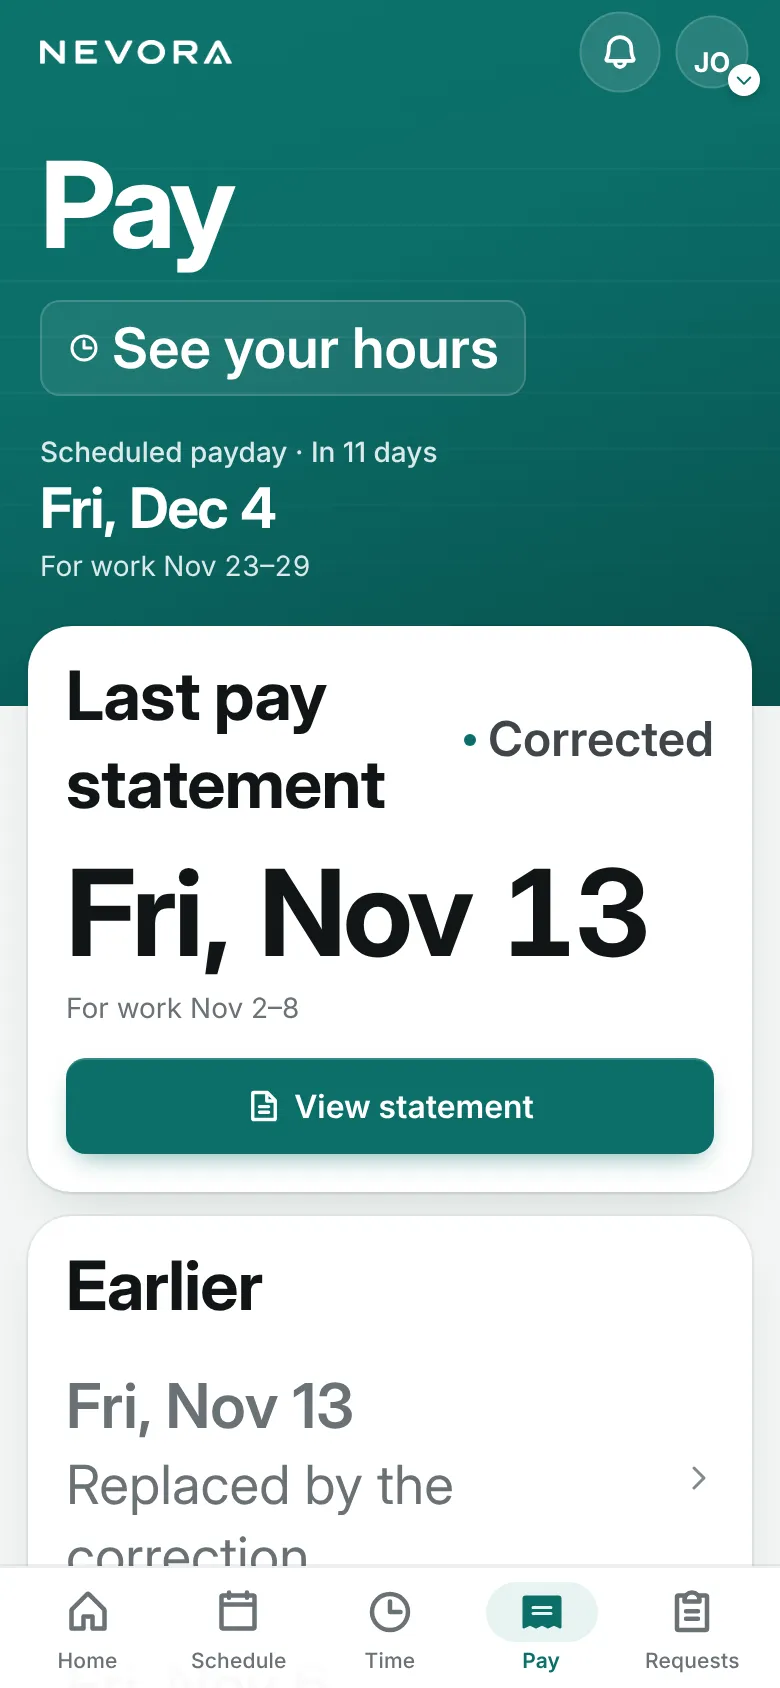 NEVORA
JO
Pay
See your hours
Scheduled payday · In 11 days
Fri, Dec 4
For work Nov 23–29
Last pay
statement
• Corrected
Fri, Nov 13
For work Nov 2–8
View statement
Earlier
Fri, Nov 13
Replaced by the
correction
Home
Schedule
Time
Pay
Requests